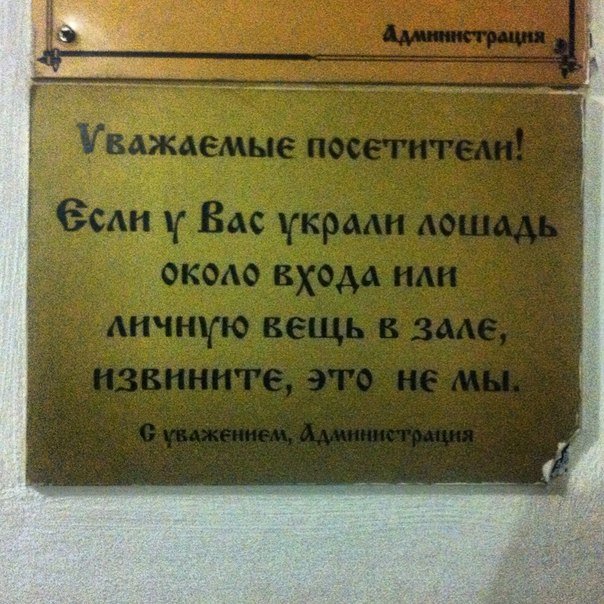 Администрация
Уважаемые посетители!
Если у Вас украли лошадь
около входа или
личную вещь в зале,
извините, это не мы.
С уважением, Администрация